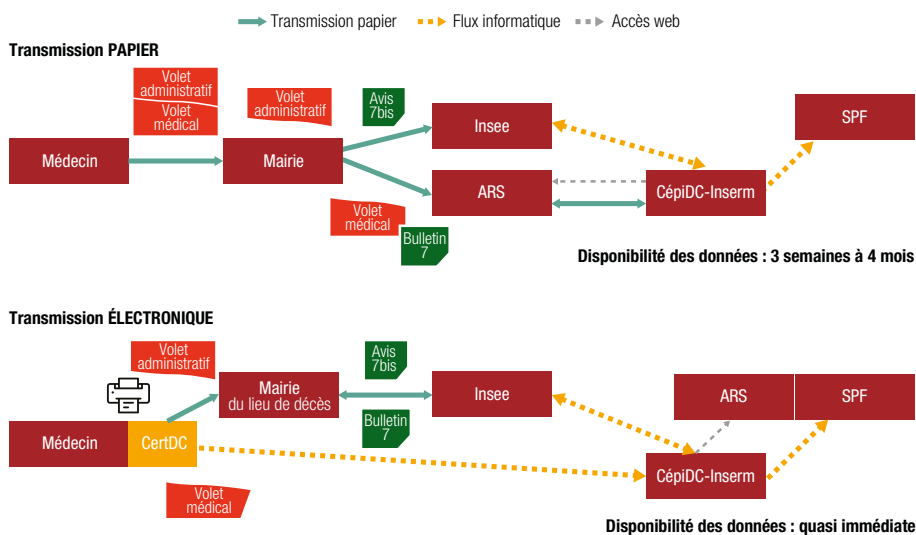 Transmission papier
Flux informatique
Accès web
Transmission PAPIER
Volet
administratif
Volet
médical
Volet
administratif
Avis
7bis
Médecin
Mairie
Insee
ARS
CépiDC-Inserm
SPF
Volet
médical
Bulletin
7
Disponibilité des données : 3 semaines à 4 mois
Transmission ÉLECTRONIQUE
Volet
administratif
Médecin
CertDC
Mairie
du lieu de décès
Avis
7bis
Bulletin
7
Insee
ARS
SPF
CépiDC-Inserm
Volet
médical
Disponibilité des données : quasi immédiate